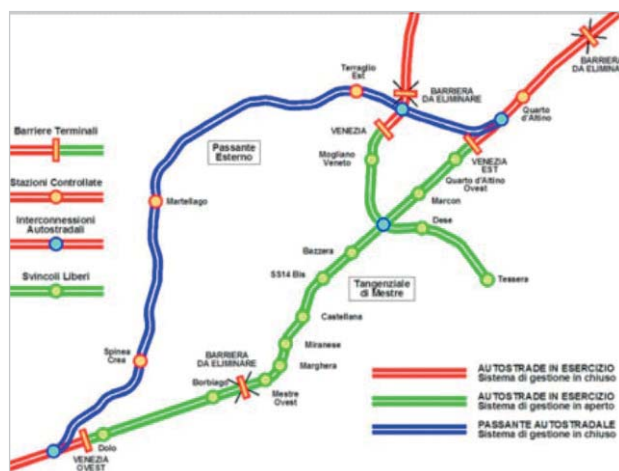 Terraglio
Est
BARRIERA
DA ELIMINARE
BARRIERA
DA ELIMIN
Quarto
d'Altino
Barriere Terminali
Passante
Esterno
VENEZIA
Mogliano
Veneto
VENEZIA
EST
Quarto d'Altino
Ovest
Stazioni Controllate
Martellago
Marcon
Interconnessioni
Autostradali
Dese
Bazzera
SS14 Bis
Tangenziale
di Mestre
Tessera
Svincoli Liberi
Castellana
Spinea
Crea
BARRIERA
DA ELIMINARE
Miranese
Marghera
Borbiago
Mestre
Ovest
Dolo
VENEZIA
OVEST
AUTOSTRADE IN ESERCIZIO
Sistema di gestione in chiuso
AUTOSTRADE IN ESERCIZIO
Sistema di gestione in aperto
PASSANTE AUTOSTRADALE
Sistema di gestione in chiuso